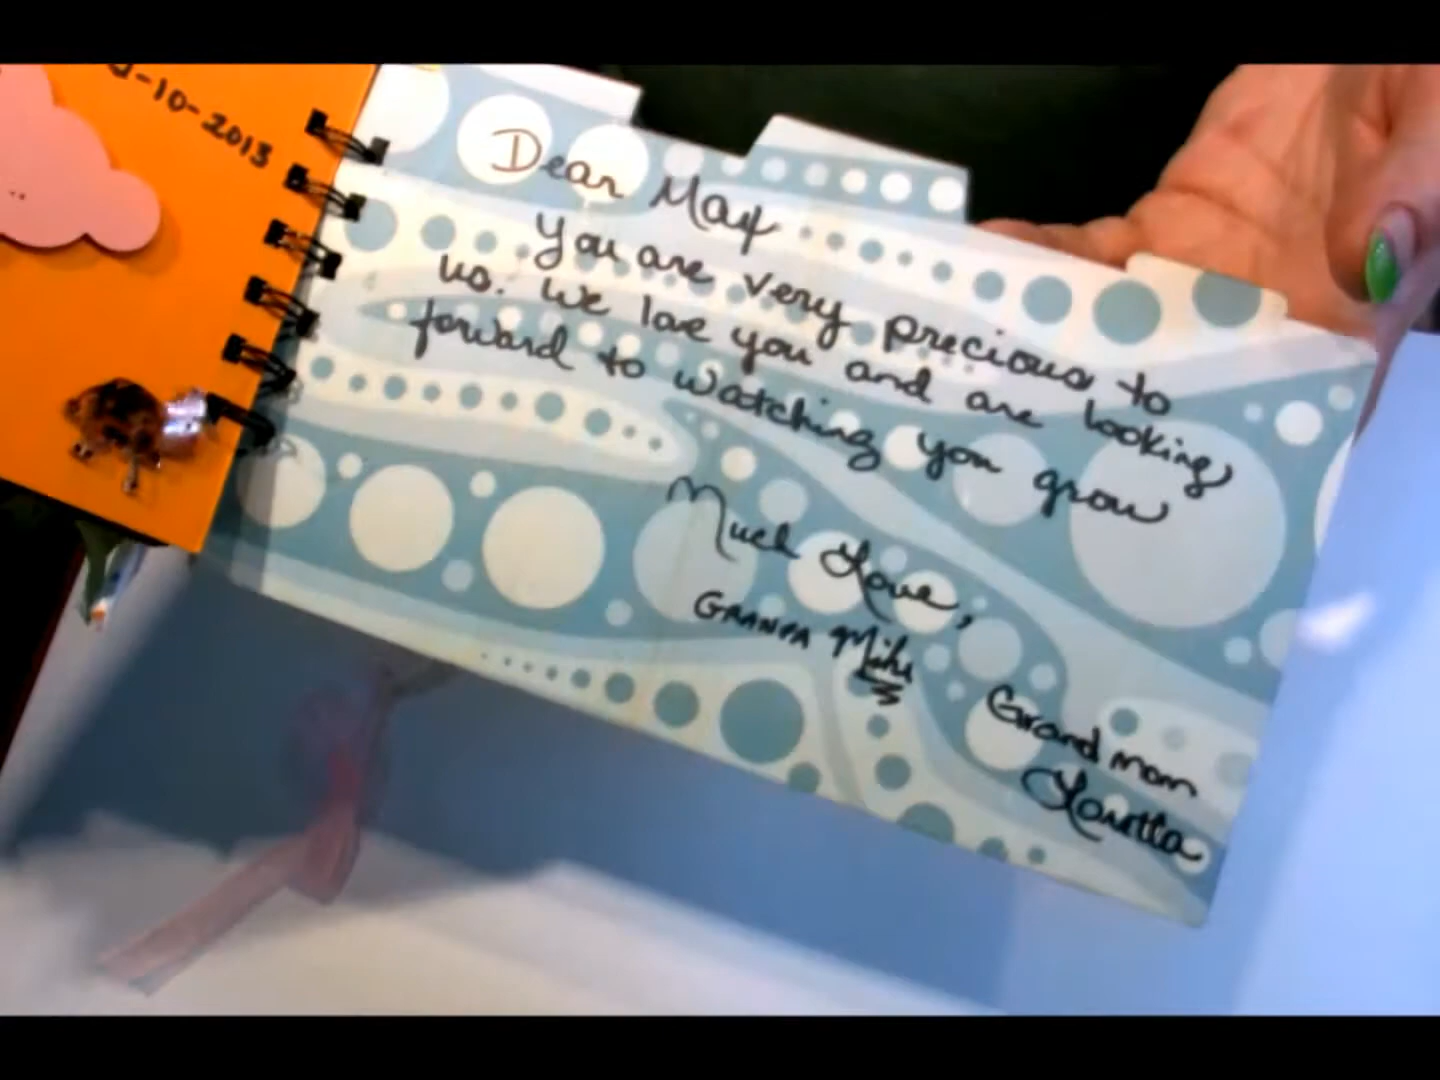 -10-2013
Dear Max
You are very precious to
us. We love you and are looking
forward to watching you grow
Much Love,
GRANPA Mike
Grandmom
Loretta